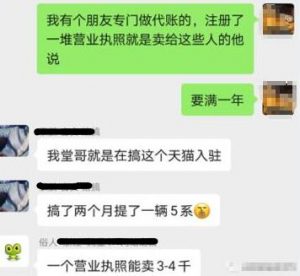 我有个朋友专门做代账的，注册了
一堆营业执照就是卖给这些人的他
说
要满一年
我堂哥就是在搞这个天猫入驻
搞了两个月提了一辆 5 系
俗人
一个营业执照能卖 3-4 千